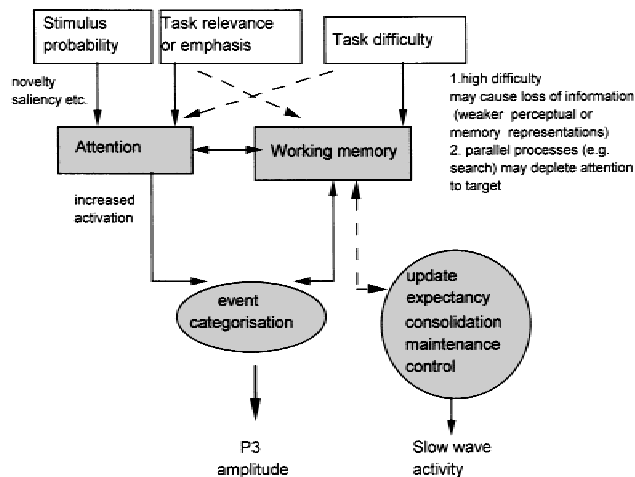 Stimulus
probability
Task relevance
or emphasis
Task difficulty
novelty
saliency etc.
1.high difficulty
may cause loss of information
(weaker perceptual or
memory representations)
2. parallel processes (e.g.
search) may deplete attention
to target
Attention
Working memory
increased
activation
event
categorisation
update
expectancy
consolidation
maintenance
control
P3
amplitude
Slow wave
activity